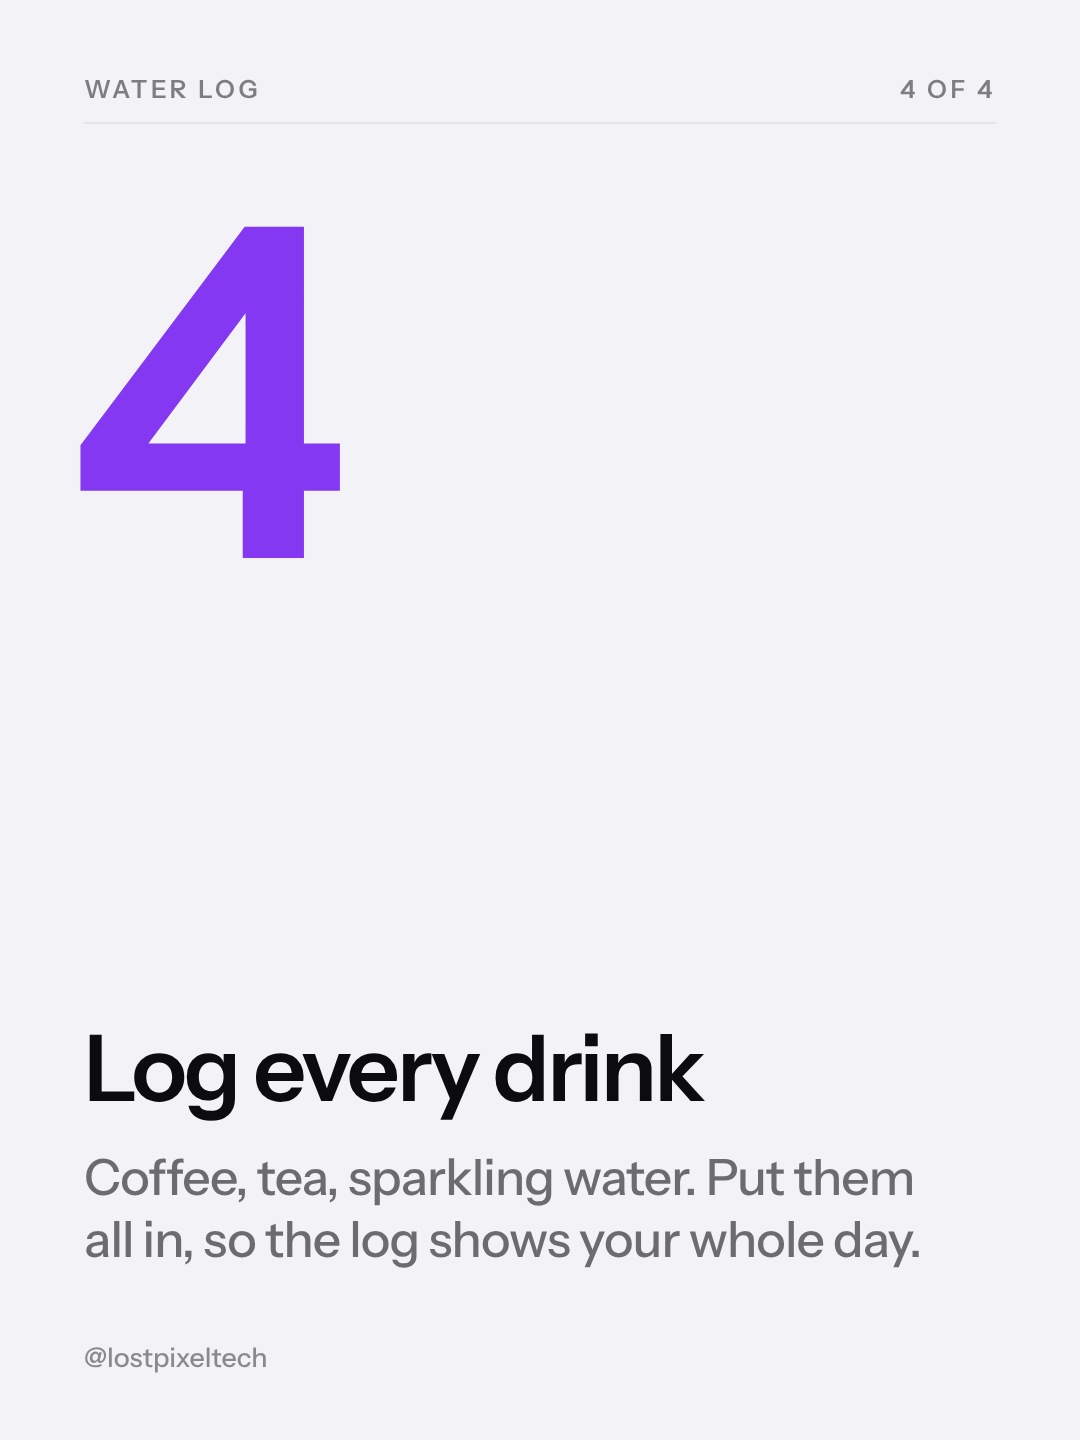 WATER LOG
4 OF 4
4
Log every drink
Coffee, tea, sparkling water. Put them
all in, so the log shows your whole day.
@lostpixeltech